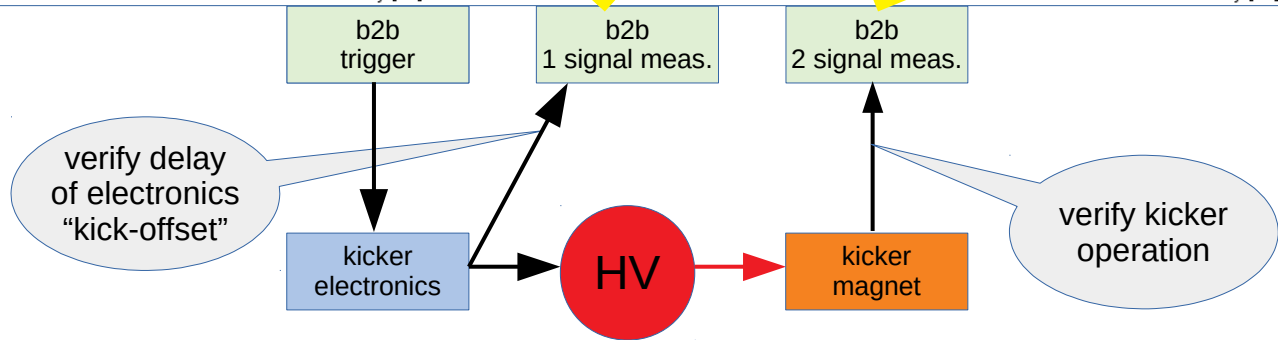 b2b
trigger
b2b
1 signal meas.
b2b
2 signal meas.
verify delay
of electronics
“kick-offset”
kicker
electronics
HV
kicker
magnet
verify kicker
operation